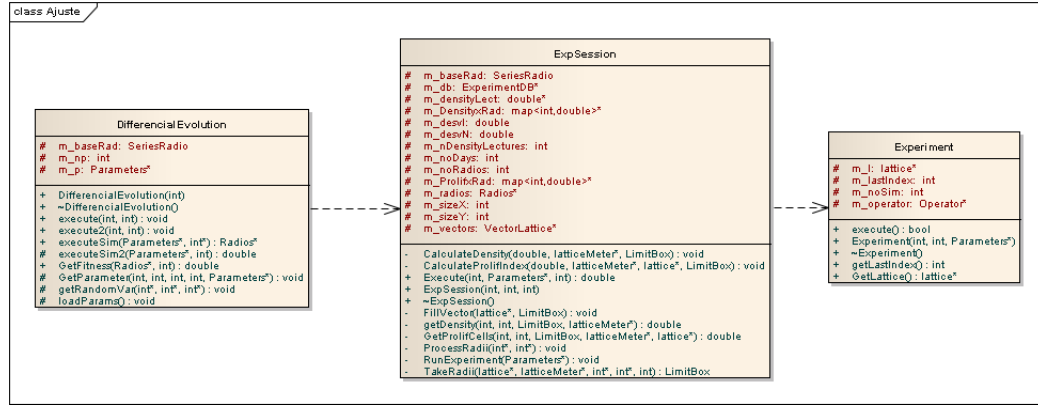 class Ajuste
DifferencialEvolution
# m_baseRad: SeriesRadio
# m_np: int
# m_p: Parameters*
+ DifferencialEvolution(int)
+ ~DifferencialEvolution()
+ execute(int, int) : void
+ execute2(int, int) : void
+ executeSim(Parameters*, int*) : Radios*
# executeSim2(Parameters*, int) : double
+ GetFitness(Radios*, int) : double
# GetParameter(int, int, int, int, Parameters*) : void
# getRandomVar(int*, int*, int*) : void
# loadParams() : void
ExpSession
# m_baseRad: SeriesRadio
# m_db: ExperimentDB*
# m_densityLect: double*
# m_DensityxRad: map<int,double>*
# m_desvI: double
# m_desvN: double
# m_nDensityLectures: int
# m_noDays: int
# m_noRadios: int
# m_ProlifxRad: map<int,double>*
# m_radios: Radios*
# m_sizeX: int
# m_sizeY: int
# m_vectors: VectorLattice*
- CalculateDensity(double, latticeMeter*, LimitBox) : void
- CalculateProlifIndex(double, latticeMeter*, lattice*, LimitBox) : void
+ Execute(int, Parameters*, int) : double
+ ExpSession(int, int, int)
+ ~ExpSession()
- FillVector(lattice*, LimitBox) : void
- getDensity(int, int, LimitBox, latticeMeter*) : double
- GetProlifCells(int, int, LimitBox, latticeMeter*, lattice*) : double
- ProcessRadii(int*, int*) : void
- RunExperiment(Parameters*) : void
- TakeRadii(lattice*, latticeMeter*, int*, int*, int) : LimitBox
Experiment
# m_l: lattice*
# m_lastIndex: int
# m_noSim: int
# m_operator: Operator*
+ execute() : bool
+ Experiment(int, int, Parameters*)
+ ~Experiment()
+ getLastIndex() : int
+ GetLattice() : lattice*